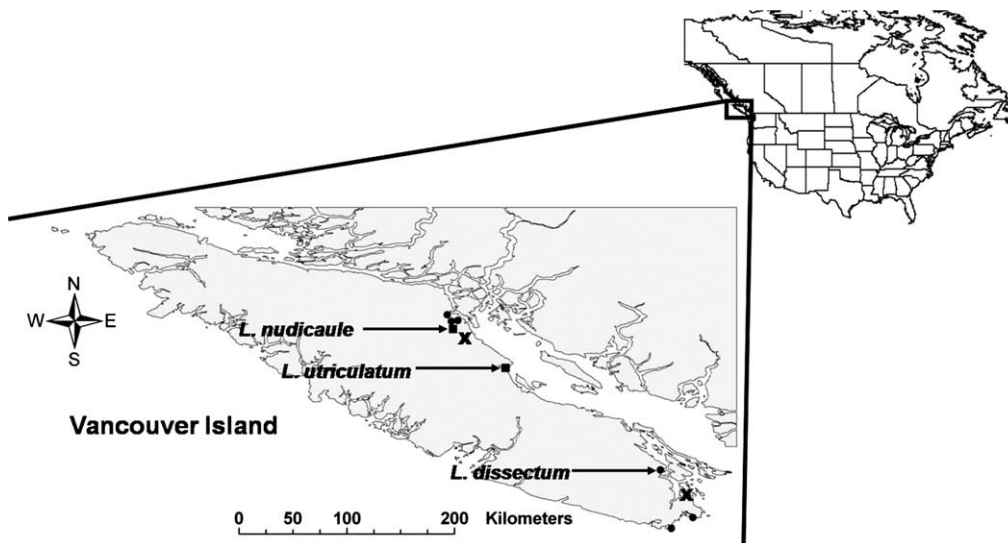 N
W E
S
L. nudicaule
x
L. utriculatum
Vancouver Island
L. dissectum
x
0 50 100 200 Kilometers